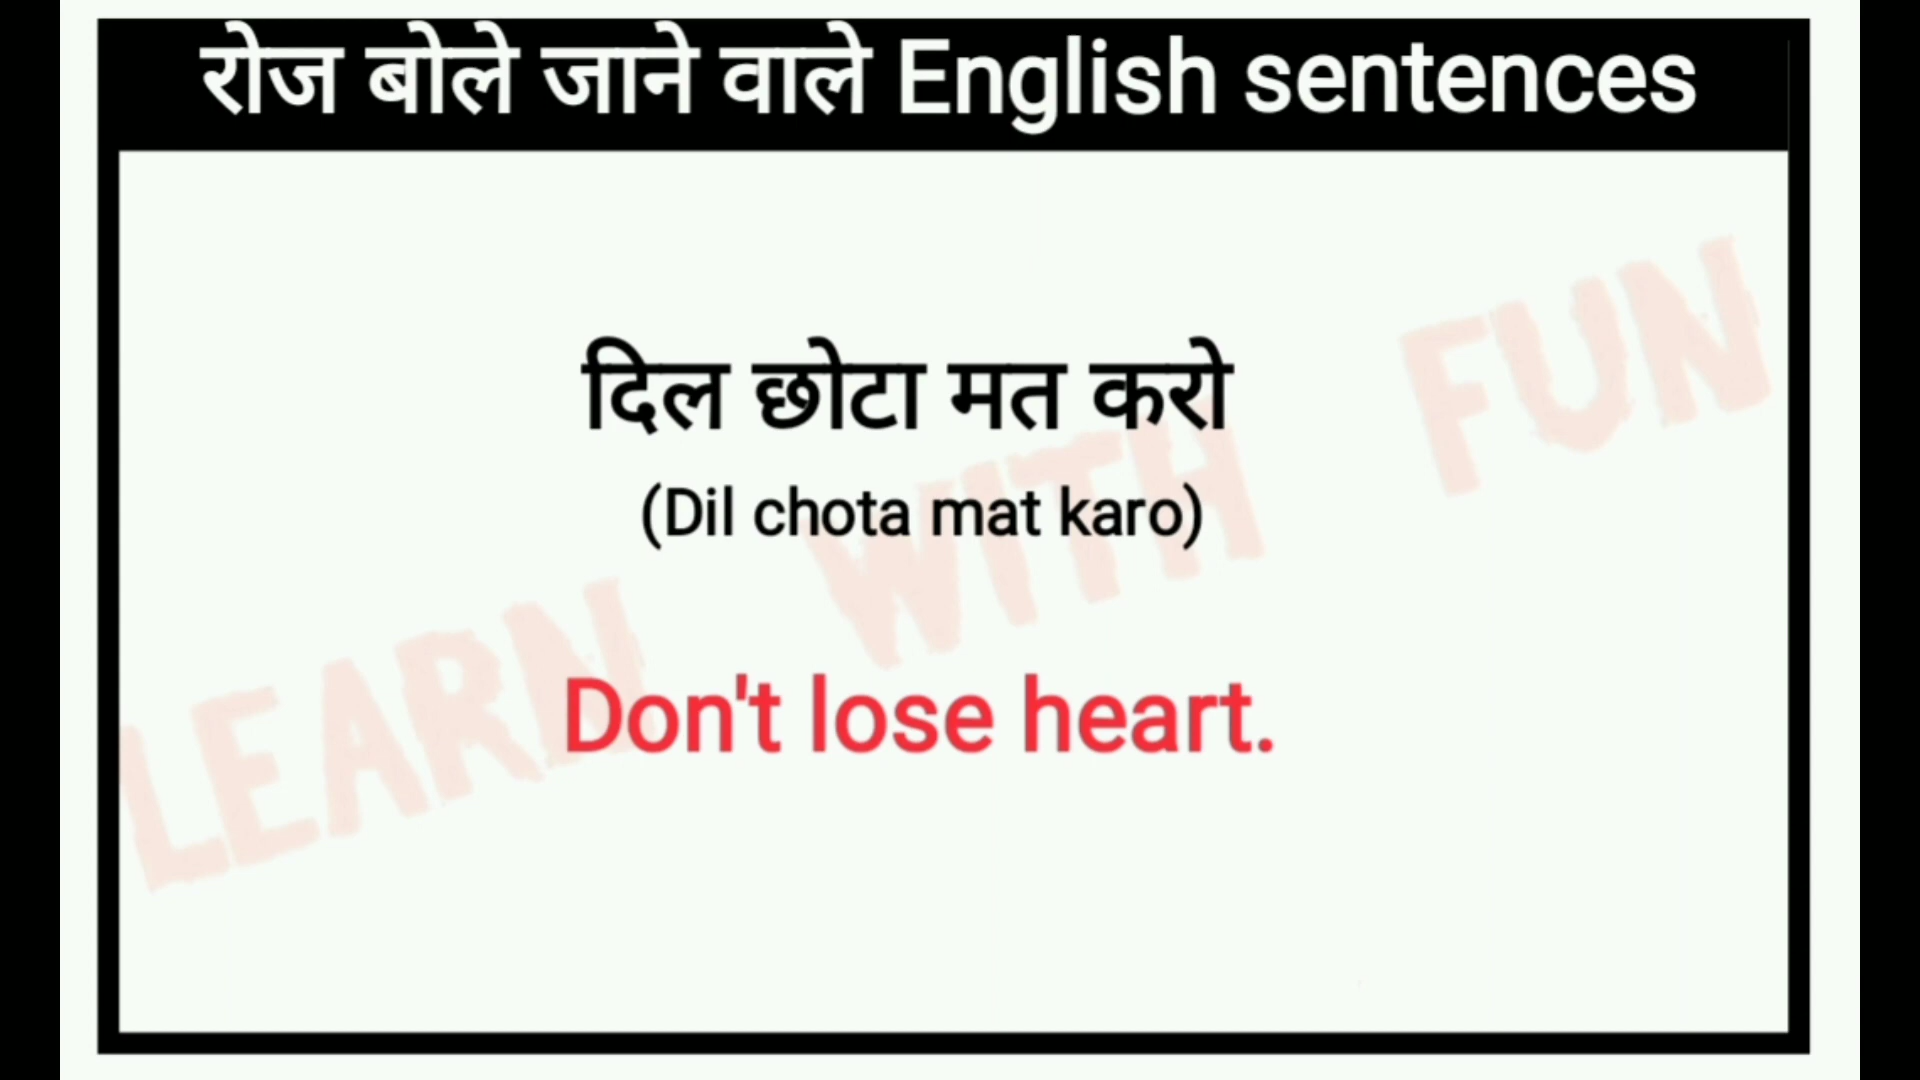 रोज बोले जाने वाले English sentences
दिल छोटा मत करो
(Dil chota mat karo)
Don't lose heart.
LEARN WITH FUN